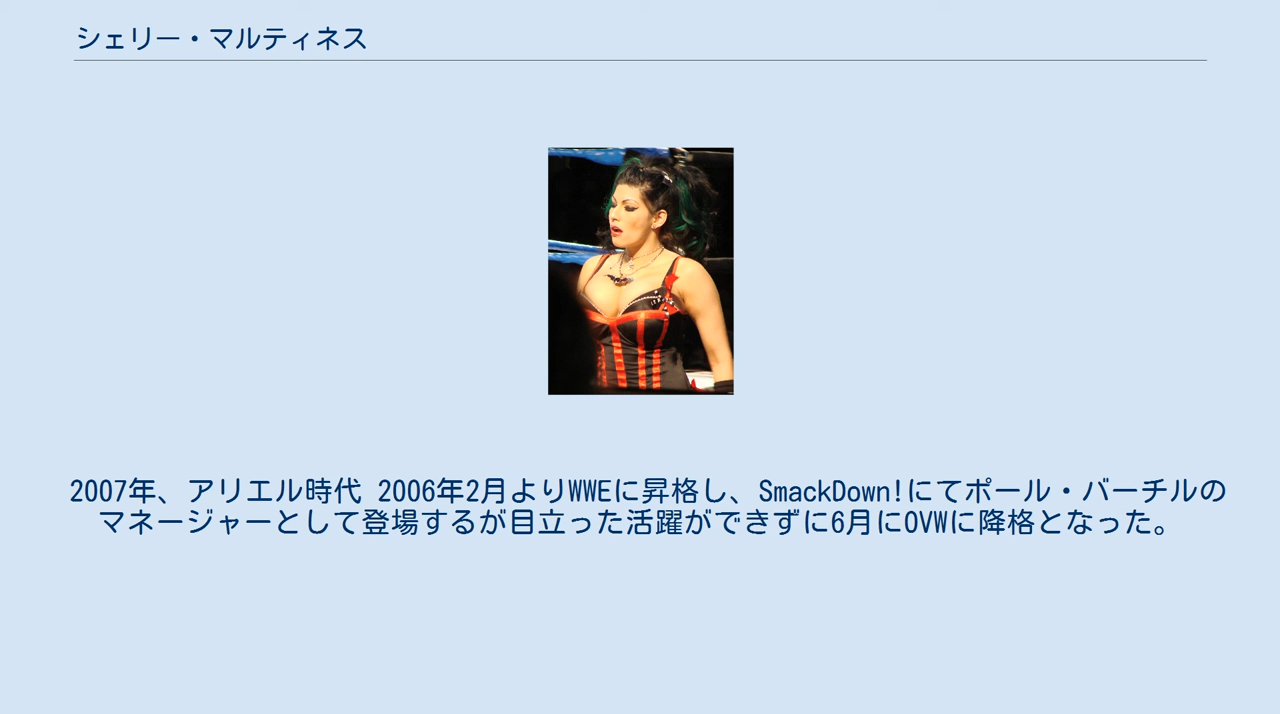 シェリー・マルティネス
2007年、アリエル時代 2006年2月よりWWEに昇格し、SmackDown!にてポール・バーチルの
マネージャーとして登場するが目立った活躍ができずに6月にOVWに降格となった。